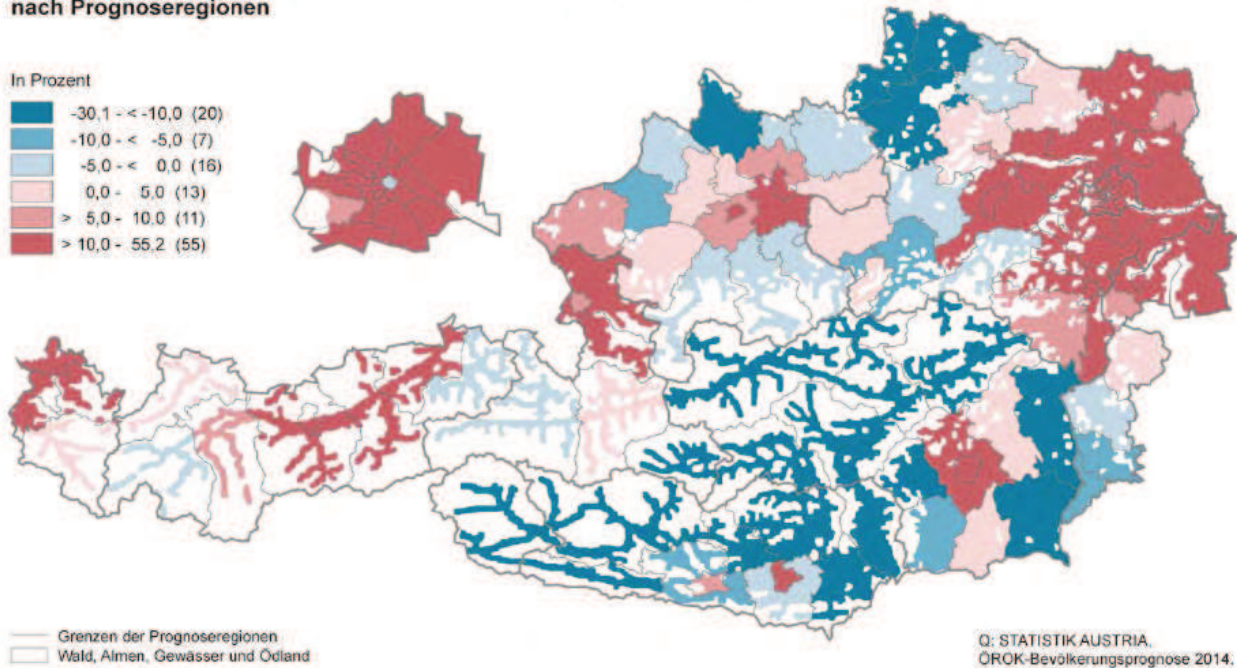 nach Prognoseregionen
In Prozent
-30,1 - < -10,0 (20)
-10,0 - < -5,0 (7)
-5,0 - < 0,0 (16)
0,0 - 5,0 (13)
> 5,0 - 10,0 (11)
> 10,0 - 55,2 (55)
Grenzen der Prognoseregionen
Wald, Almen, Gewässer und Ödland
Q: STATISTIK AUSTRIA,
ÖROK-Bevölkerungsprognose 2014.